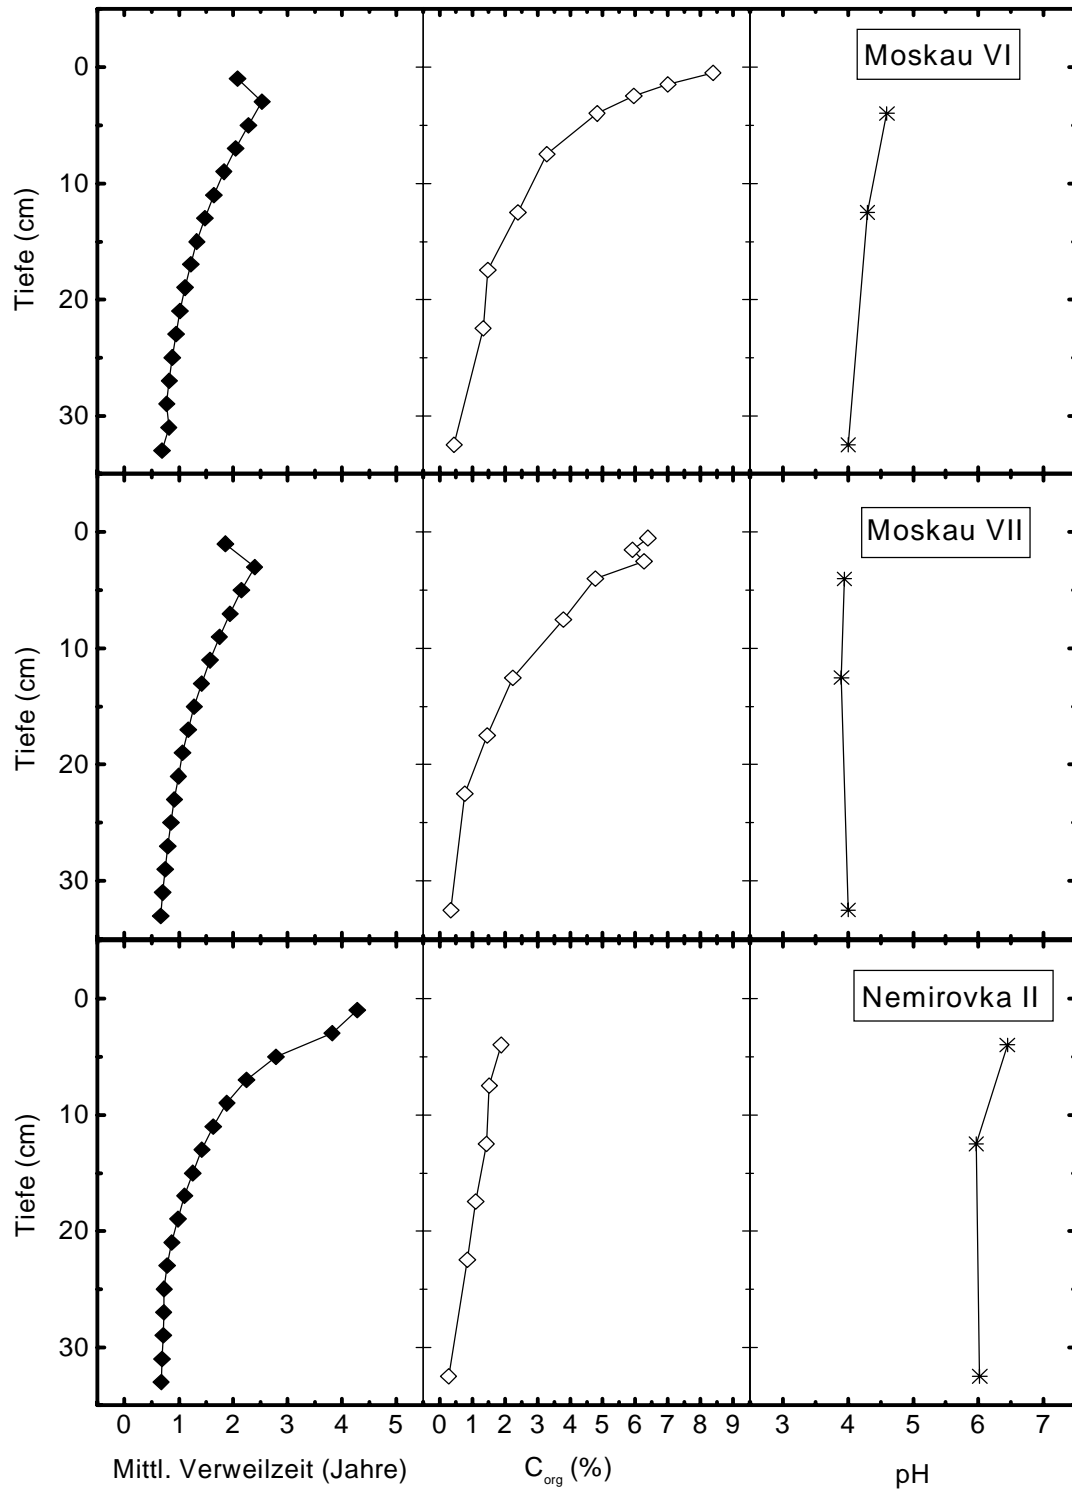 Moskau VI
0
10
20
30
Tiefe (cm)
Moskau VII
0
10
20
30
Tiefe (cm)
Nemirovka II
0
10
20
30
Tiefe (cm)
0 1 2 3 4 5 0 1 2 3 4 5 6 7 8 9 3 4 5 6 7
Mittl. Verweilzeit (Jahre) C_org (%) pH